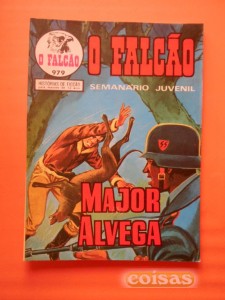 O FALCÃO
979
O FALCÃO
SEMANÁRIO JUVENIL
MAJOR
ALVEGA
coisas